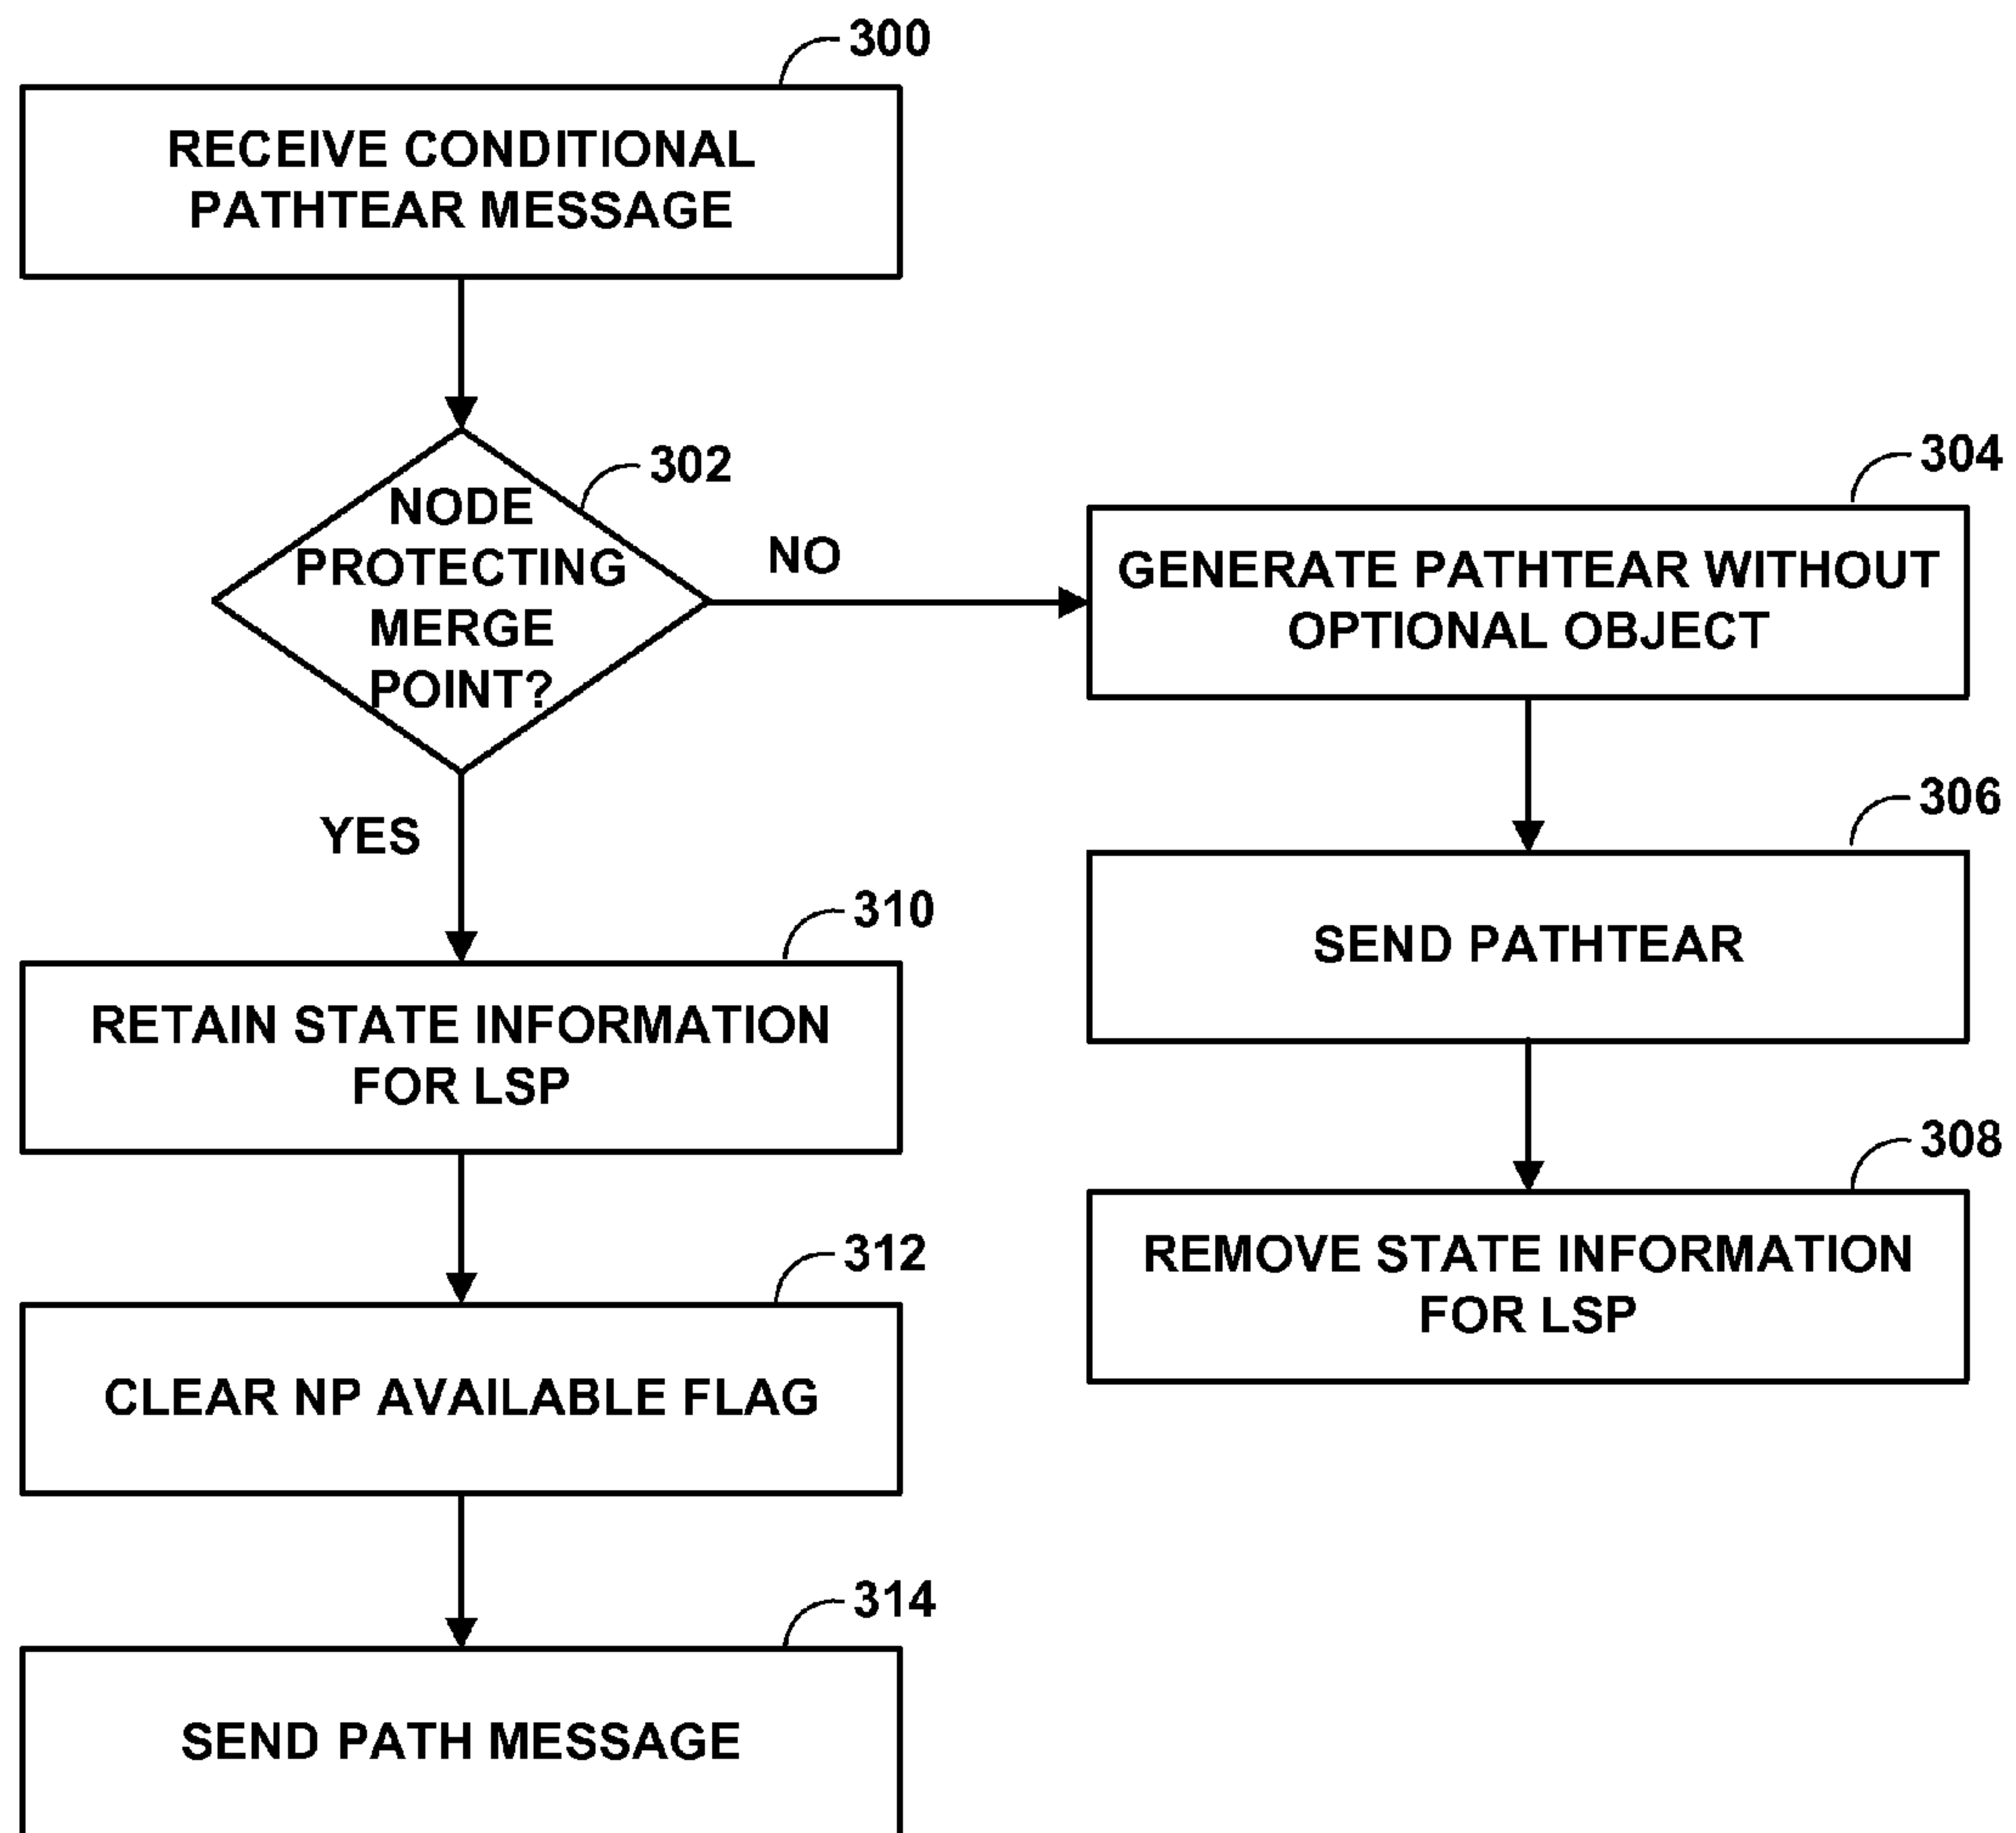 300
RECEIVE CONDITIONAL
PATHTEAR MESSAGE
302
NODE
PROTECTING
MERGE
POINT?
NO
YES
304
GENERATE PATHTEAR WITHOUT
OPTIONAL OBJECT
306
SEND PATHTEAR
308
REMOVE STATE INFORMATION
FOR LSP
310
RETAIN STATE INFORMATION
FOR LSP
312
CLEAR NP AVAILABLE FLAG
314
SEND PATH MESSAGE